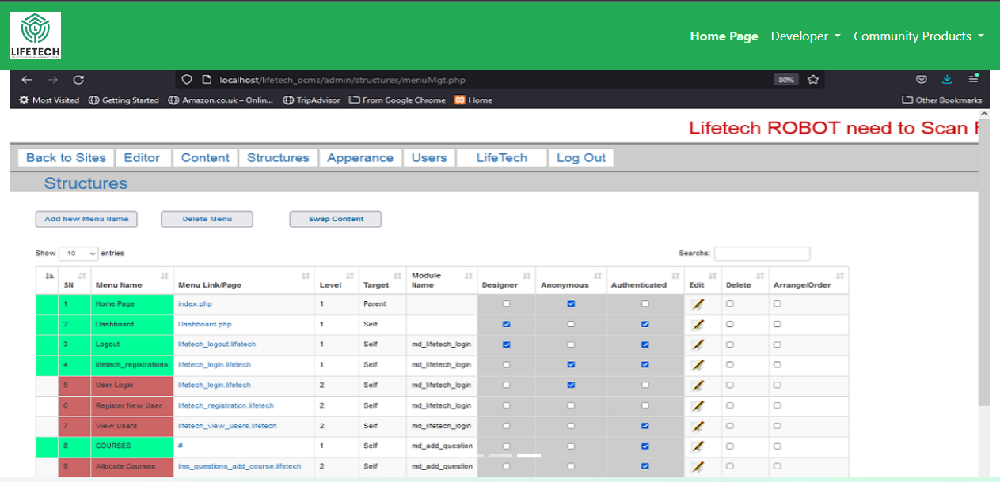 LIFETECH
Home Page Developer Community Products
localhost/lifetech_ocms/admin/structures/menuMgt.php 80%
Most Visited Getting Started Amazon.co.uk – Onlin... TripAdvisor From Google Chrome Home Other Bookmarks
Lifetech ROBOT need to Scan
Back to Sites Editor Content Structures Apperance Users LifeTech Log Out
Structures
Add New Menu Name Delete Menu Swap Content
Show 10 entries Searchs:
SN Menu Name Menu Link/Page Level Target Module Name Designer Anonymous Authenticated Edit Delete Arrange/Order
1 Home Page index.php 1 Parent
2 Dashboard Dashboard.php 1 Self
3 Logout lifetech_logout.lifetech 1 Self md_lifetech_login
4 lifetech_registrations lifetech_login.lifetech 1 Self md_lifetech_login
5 User Login lifetech_login.lifetech 2 Self md_lifetech_login
6 Register New User lifetech_registration.lifetech 2 Self md_lifetech_login
7 View Users lifetech_view_users.lifetech 2 Self md_lifetech_login
8 COURSES # 1 Self md_add_question
9 Allocate Courses lms_questions_add_course.lifetech 2 Self md_add_question